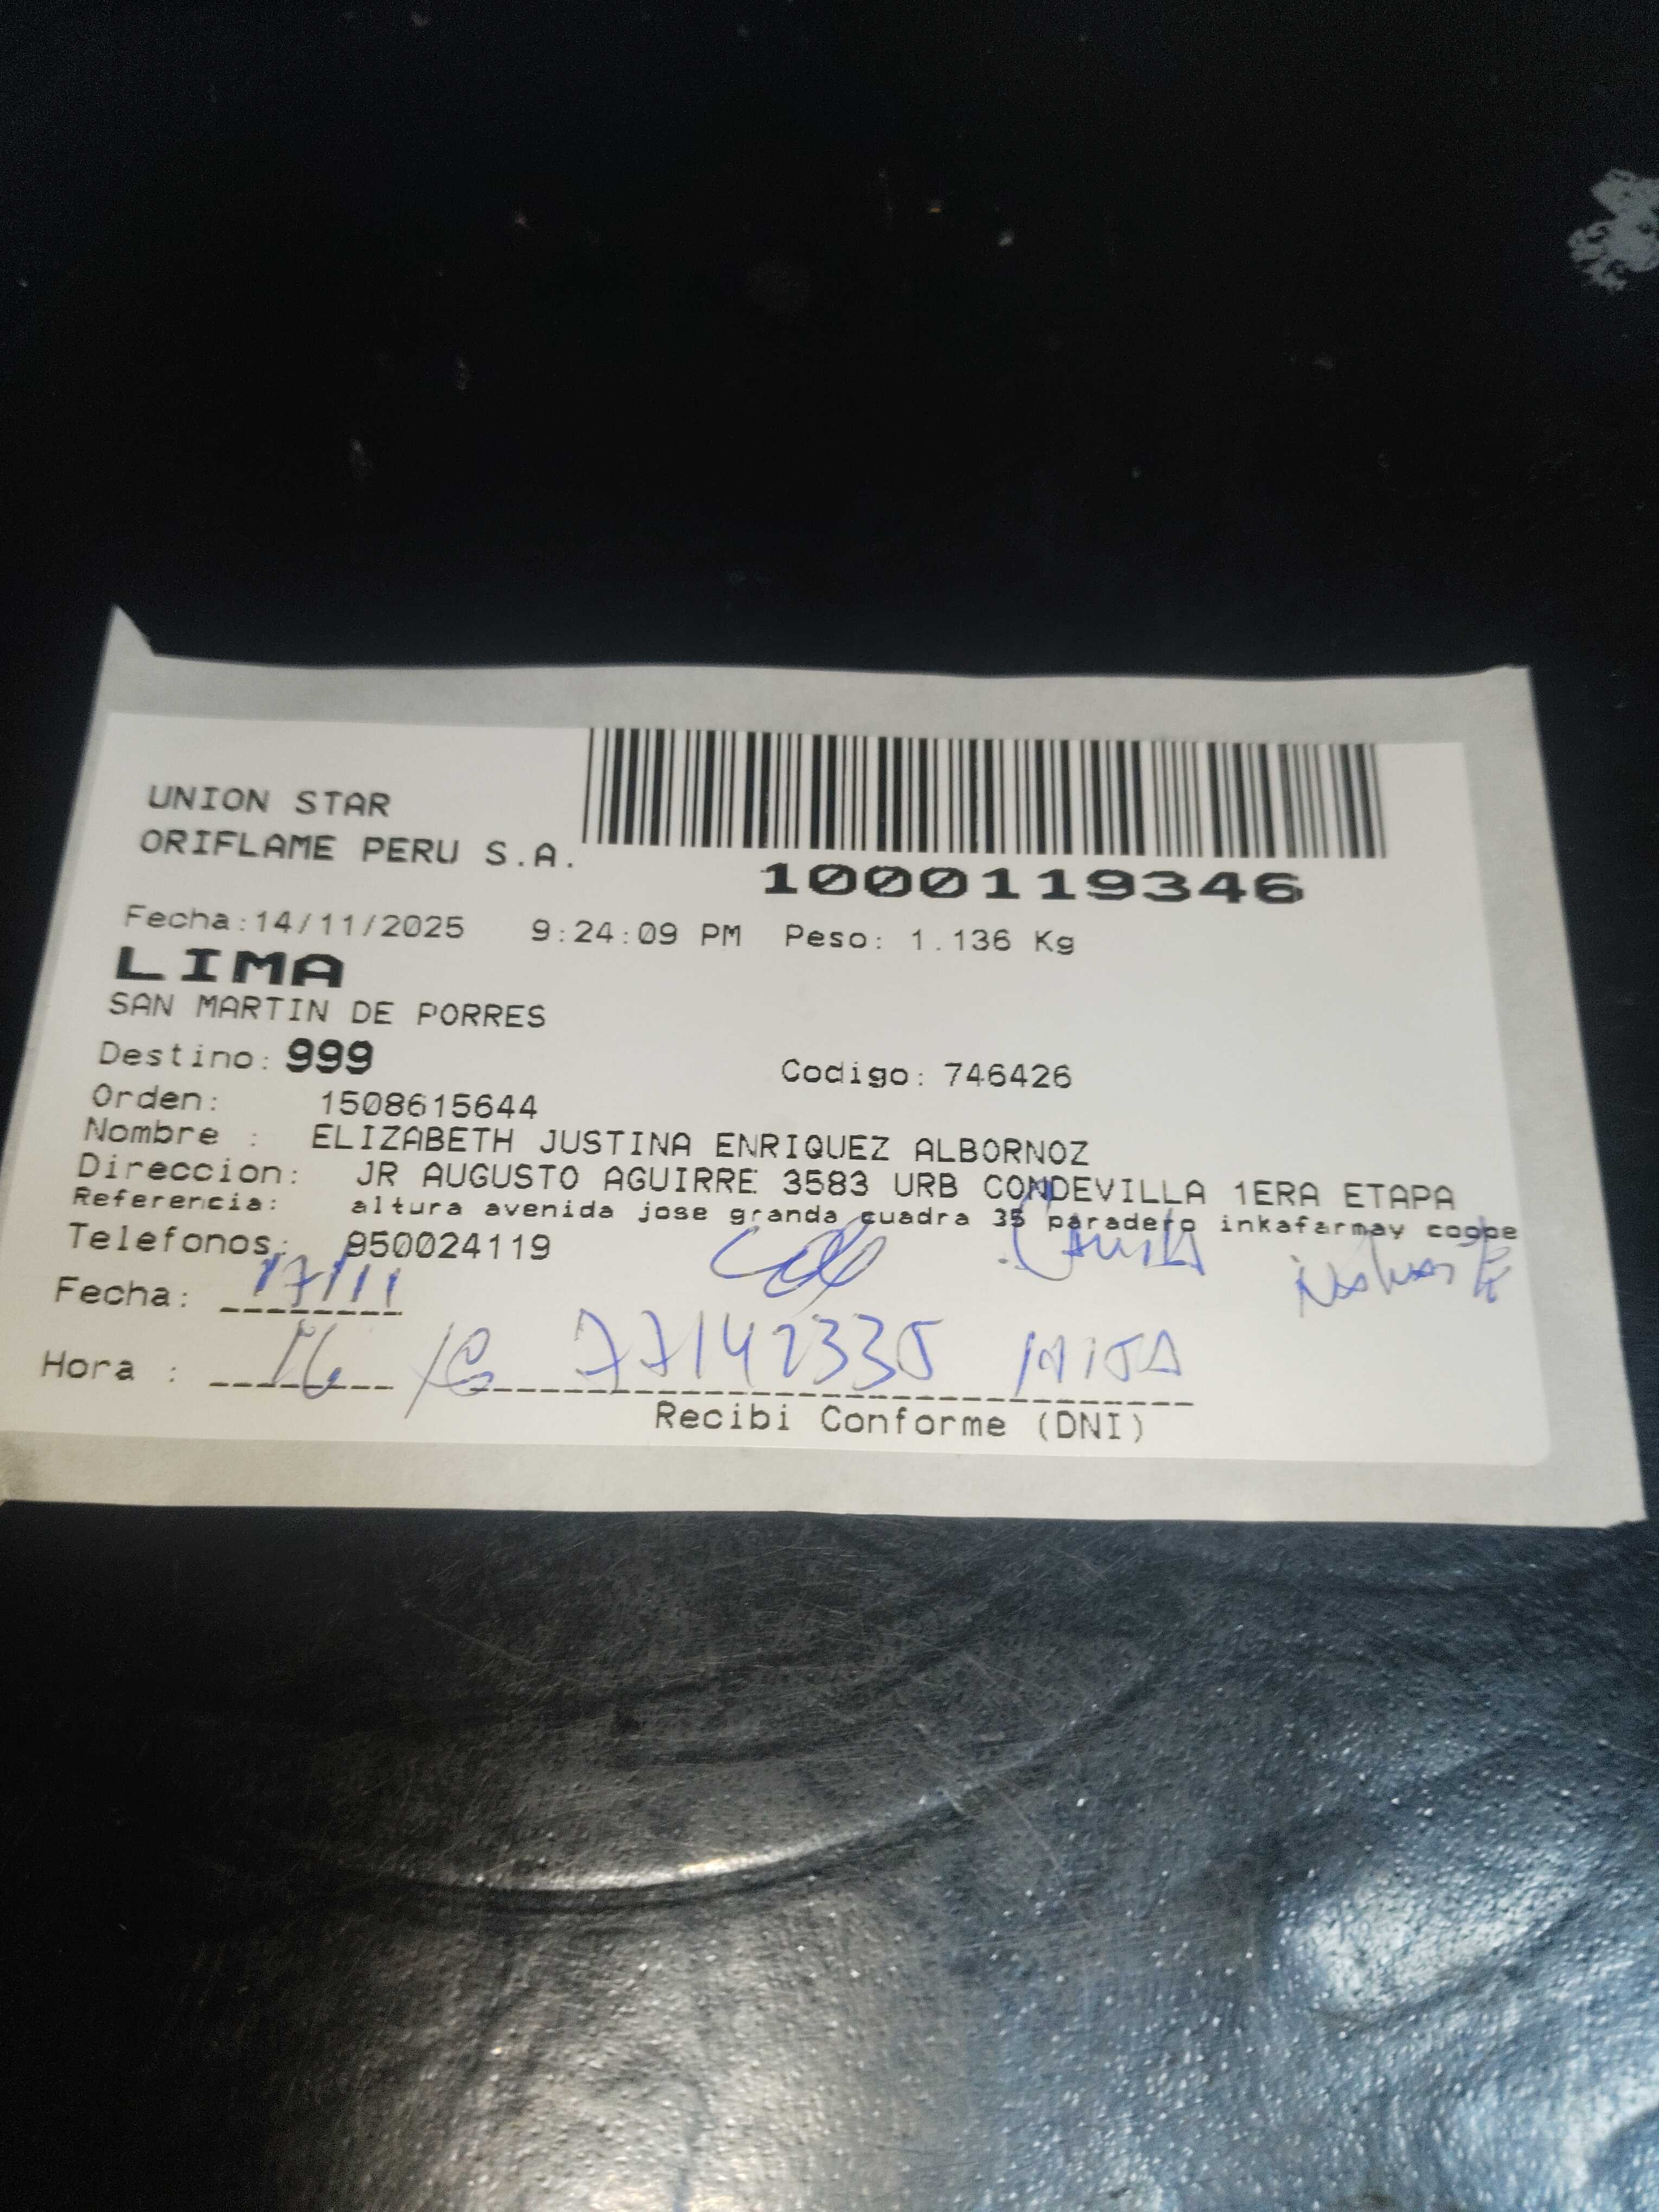 UNION STAR
ORIFLAME PERU S.A.
1000119346
Fecha:14/11/2025 9:24:09 PM Peso: 1.136 Kg
LIMA
SAN MARTIN DE PORRES
Destino: 999 Codigo: 746426
Orden: 1508615644
Nombre : ELIZABETH JUSTINA ENRIQUEZ ALBORNOZ
Direccion: JR AUGUSTO AGUIRRE 3583 URB CONDEVILLA 1ERA ETAPA
Referencia: altura avenida jose granda cuadra 35 paradero inkafarmay coope
Telefonos: 950024119
Fecha: 17/11
Hora : 16 77142335 HIJA
Recibi Conforme (DNI)